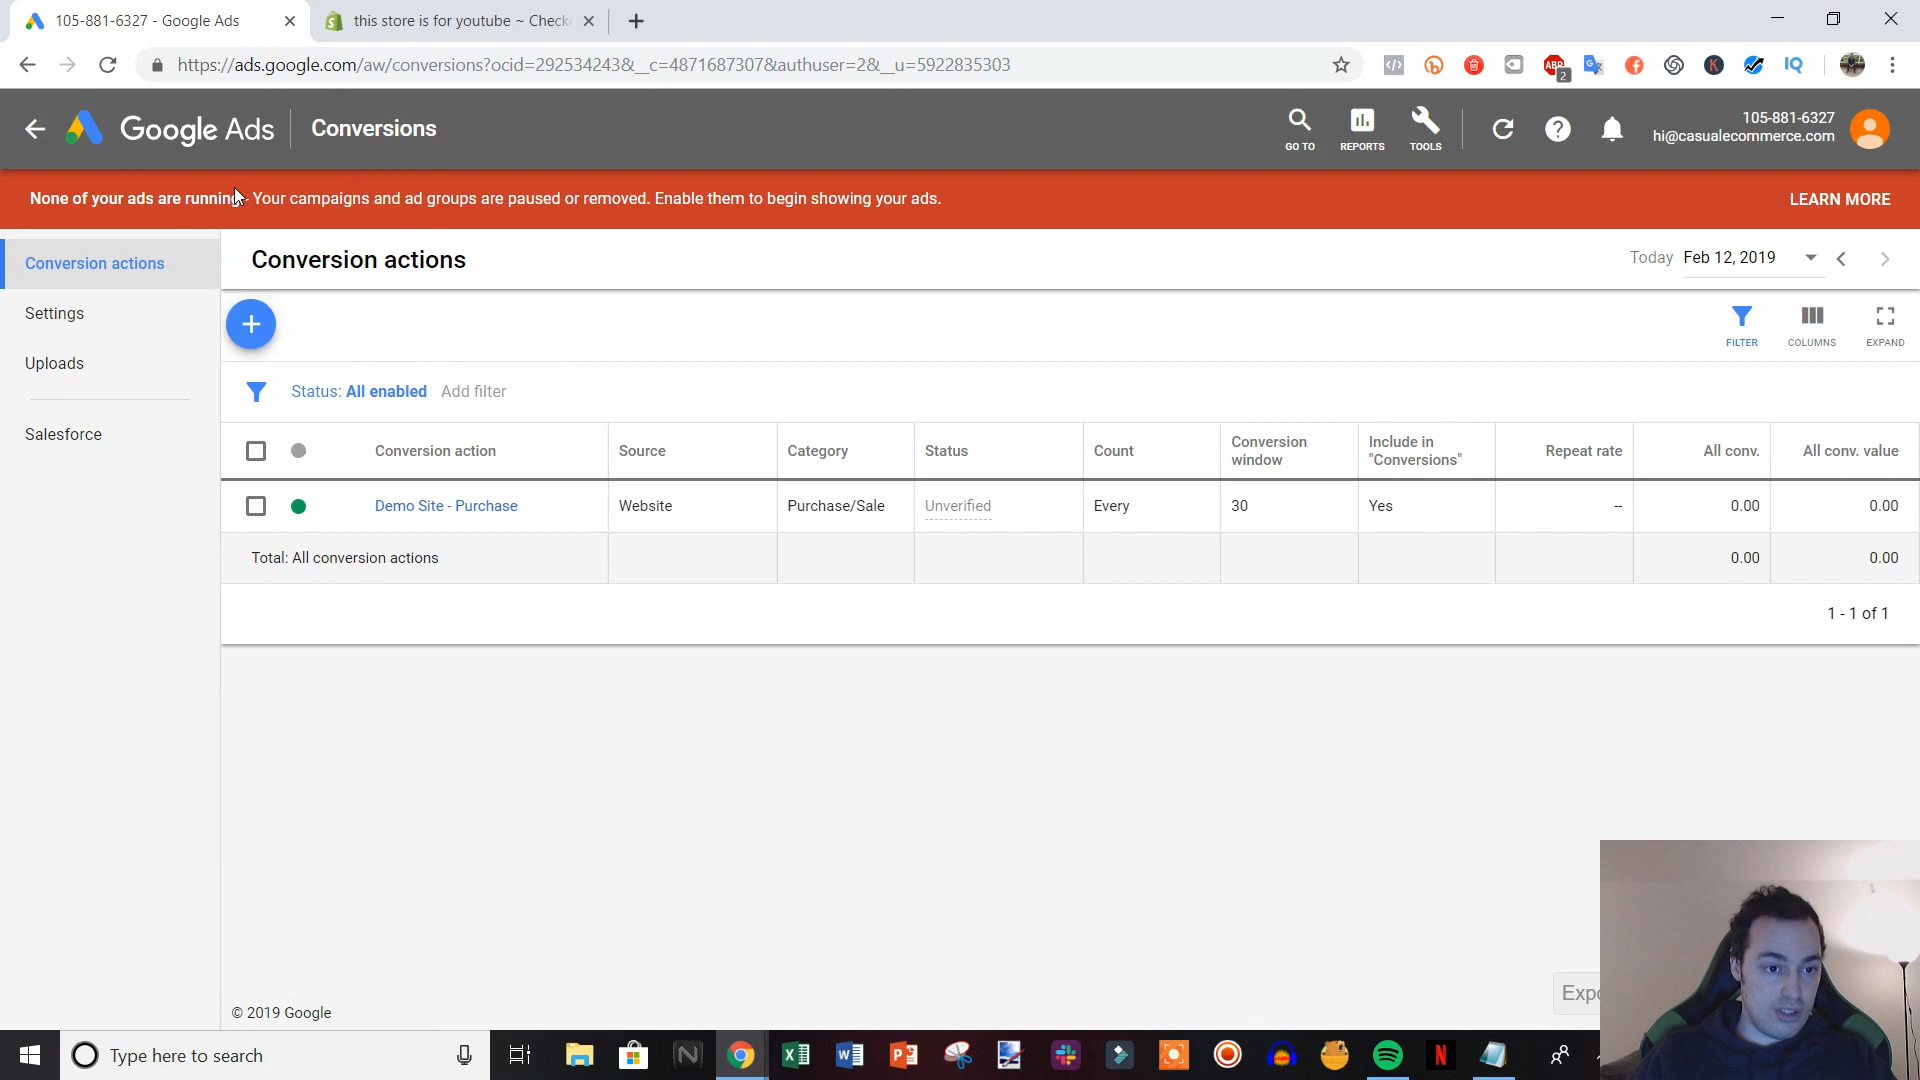 105-881-6327 - Google Ads
this store is for youtube ~ Check
https://ads.google.com/aw/conversions?ocid=292534243&__c=4871687307&authuser=2&__u=5922835303
ABP
2
IQ
Google Ads
Conversions
GO TO
REPORTS
TOOLS
105-881-6327
hi@casualecommerce.com
None of your ads are running - Your campaigns and ad groups are paused or removed. Enable them to begin showing your ads.
LEARN MORE
Conversion actions
Settings
Uploads
Salesforce
Conversion actions
Today Feb 12, 2019
FILTER
COLUMNS
EXPAND
Status: All enabled Add filter
Conversion action Source Category Status Count Conversion window Include in "Conversions" Repeat rate All conv. All conv. value
Demo Site - Purchase Website Purchase/Sale Unverified Every 30 Yes -- 0.00 0.00
Total: All conversion actions 0.00 0.00
1 - 1 of 1
Expo
© 2019 Google
Type here to search